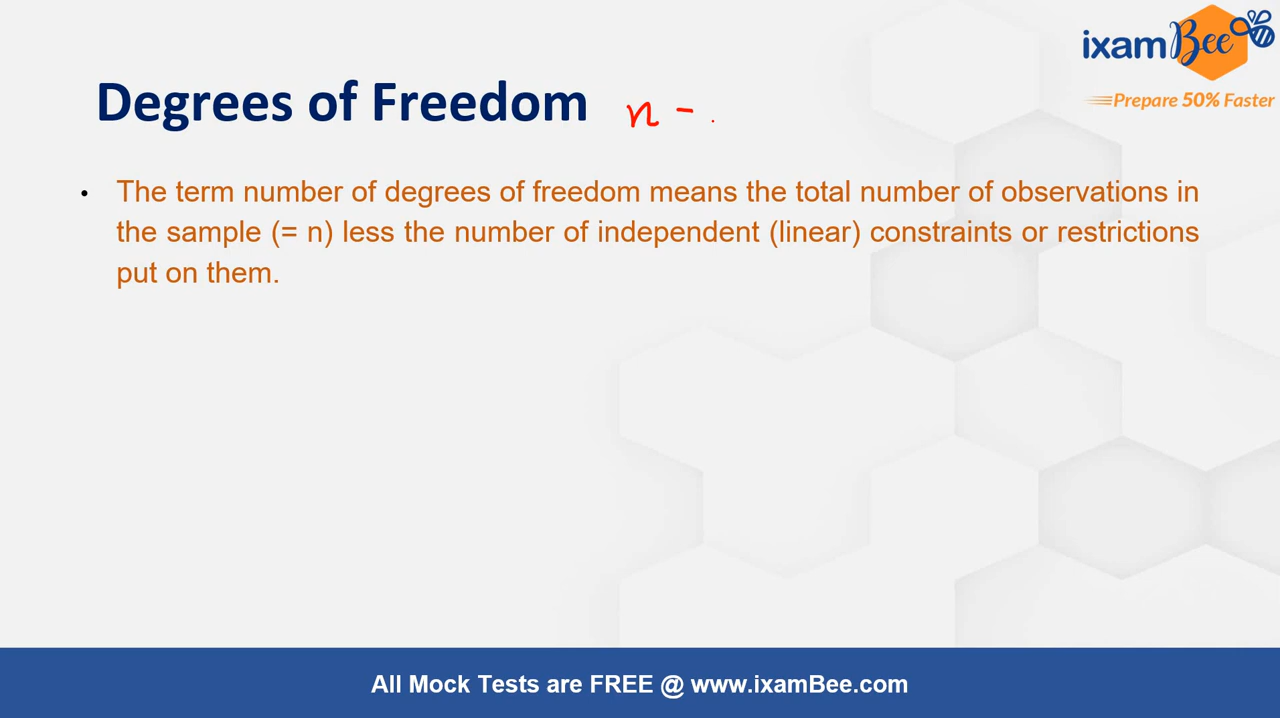 ixamBee
Prepare 50% Faster
Degrees of Freedom n -
• The term number of degrees of freedom means the total number of observations in
the sample (= n) less the number of independent (linear) constraints or restrictions
put on them.
All Mock Tests are FREE @ www.ixamBee.com